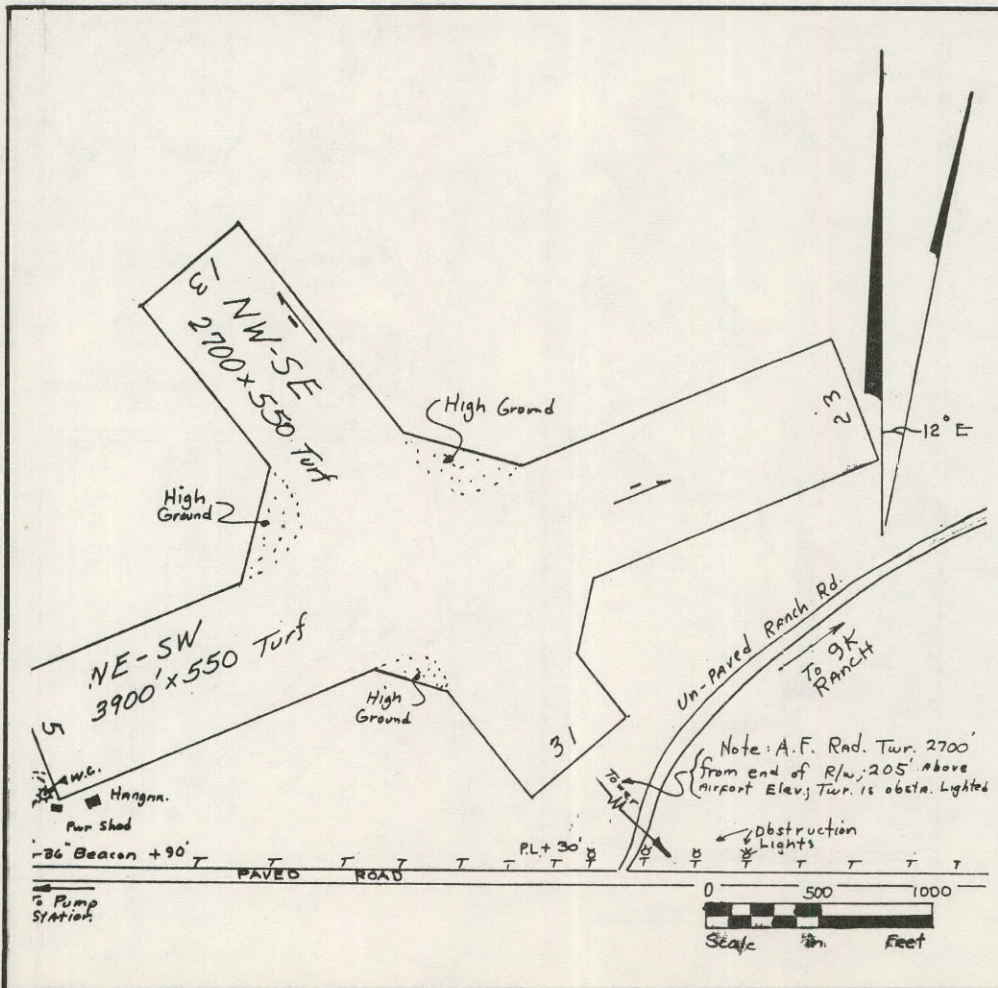 13
NW-SE
2700 x 550 Turf
High Ground
23
12° E
High
Ground
Un-Paved Ranch Rd.
To 9K
RANCH
NE-SW
3900' x 550 Turf
High
Ground
5
31
W.C.
Hangar.
Pwr Shed
Tower
Note: A.F. Rad. Twr. 2700'
from end of R/w; 205' Above
Airport Elev; Twr. is obstr. Lighted
Obstruction
Lights
36" Beacon +90'
P.L. + 30'
PAVED ROAD
To Pump
Station.
0 500 1000
Scale in Feet